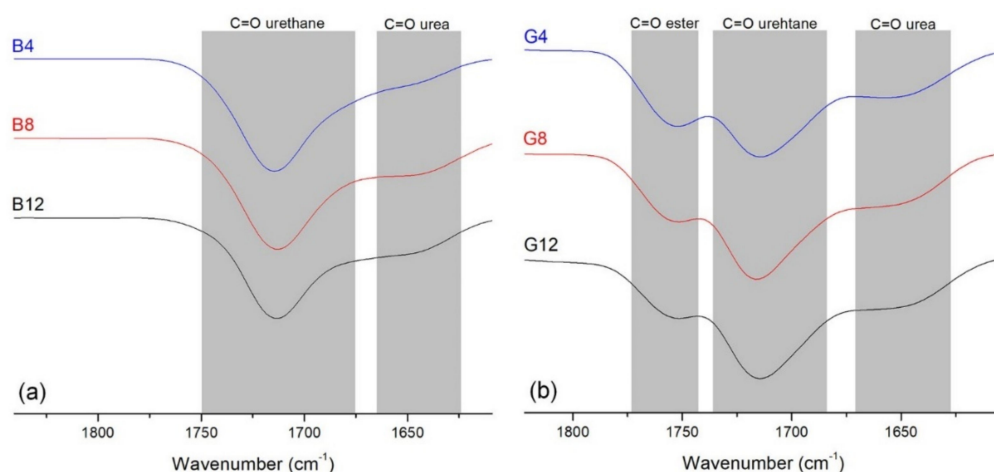 C=O urethane C=O urea
B4
B8
B12
(a)
1800 1750 1700 1650
Wavenumber (cm-1)
C=O ester C=O urehtane C=O urea
G4
G8
G12
(b)
1800 1750 1700 1650
Wavenumber (cm-1)